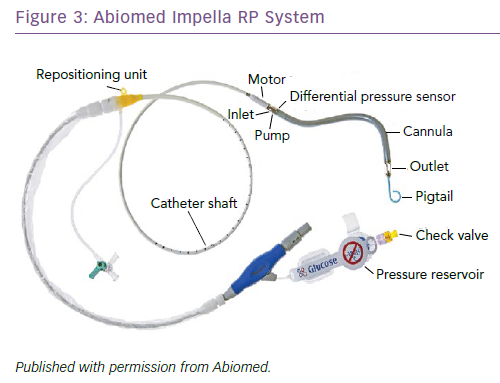 Figure 3: Abiomed Impella RP System
Repositioning unit
Motor
Differential pressure sensor
Inlet
Pump
Cannula
Outlet
Pigtail
Catheter shaft
Check valve
Glucose
Pressure reservoir
Published with permission from Abiomed.